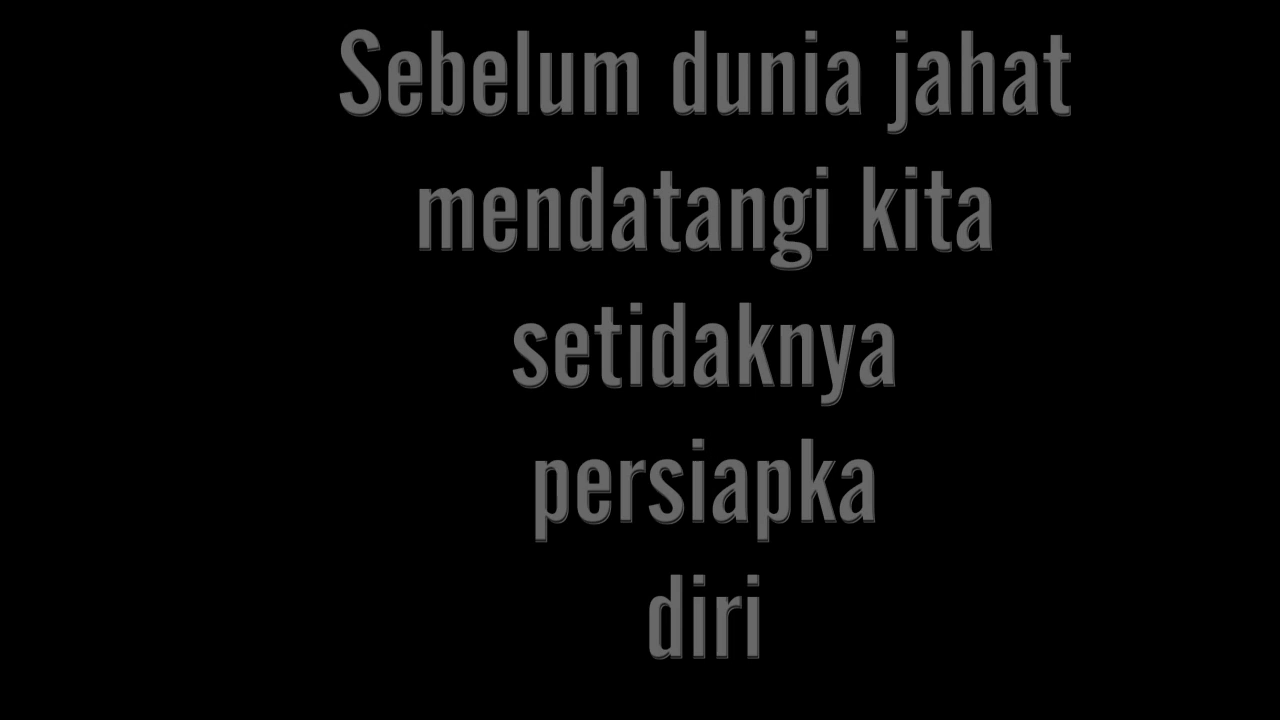 Sebelum dunia jahat
mendatangi kita
setidaknya
persiapka
diri